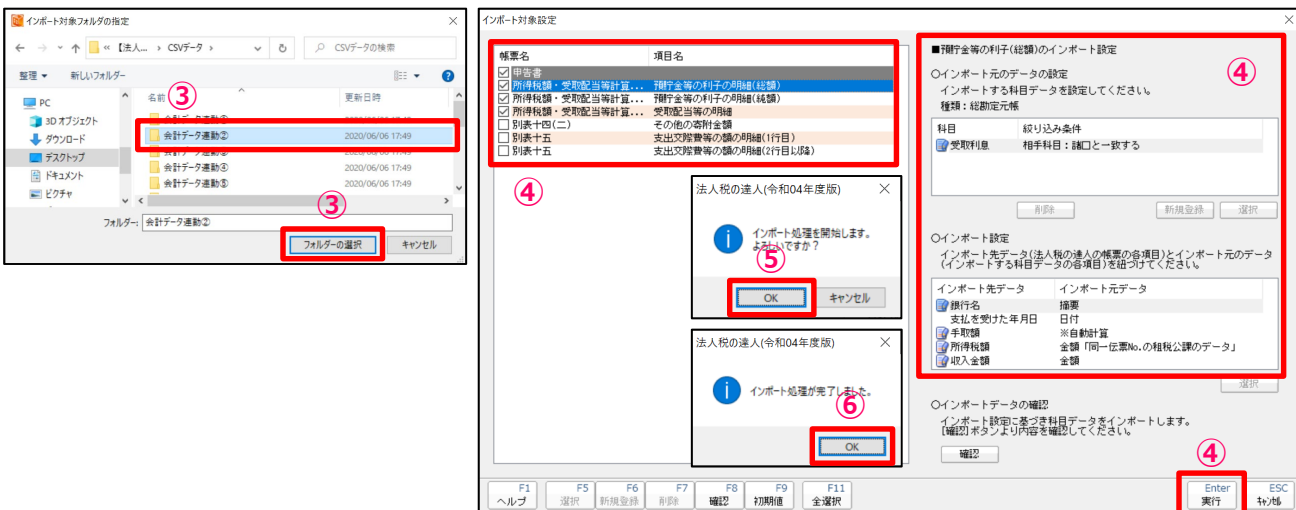 インポート対象フォルダの指定
« 【法人... › CSVデータ ›
CSVデータの検索
整理
新しいフォルダー
PC
3D オブジェクト
ダウンロード
デスクトップ
ドキュメント
ピクチャ
ビデオ
名前
更新日時
③
会計データ連動②
2020/06/06 17:49
会計データ連動④
2020/06/06 17:49
会計データ連動⑤
2020/06/06 17:49
③
フォルダー: 会計データ連動②
フォルダーの選択
キャンセル
インポート対象設定
帳票名 項目名
申告書
所得税額・受取配当等計算... 預貯金等の利子の明細(総額)
所得税額・受取配当等計算... 預貯金等の利子の明細(純額)
所得税額・受取配当等計算... 受取配当等の明細
別表十四(二) その他の寄附金額
別表十五 支出交際費等の額の明細(1行目)
別表十五 支出交際費等の額の明細(2行目以降)
④
法人税の達人(令和04年度版)
インポート処理を開始します。
よろしいですか？
⑤
OK キャンセル
法人税の達人(令和04年度版)
インポート処理が完了しました。
⑥
OK
■預貯金等の利子(総額)のインポート設定
④
〇インポート元のデータの設定
インポートする科目データを設定してください。
種類：総勘定元帳
科目 絞り込み条件
受取利息 相手科目：諸口と一致する
削除 新規登録 選択
〇インポート設定
インポート先データ(法人税の達人の帳票の各項目)とインポート元のデータ
(インポートする科目データの各項目)を紐づけてください。
インポート先データ インポート元データ
銀行名 摘要
支払を受けた年月日 日付
手取額 ※自動計算
所得税額 金額「同一伝票No.の租税公課のデータ」
収入金額 金額
選択
〇インポートデータの確認
インポート設定に基づき科目データをインポートします。
[確認]ボタンより内容を確認してください。
確認
④
F1 F5 F6 F7 F8 F9 F11 Enter ESC
ヘルプ 選択 新規登録 削除 確認 初期値 全選択 実行 キャンセル